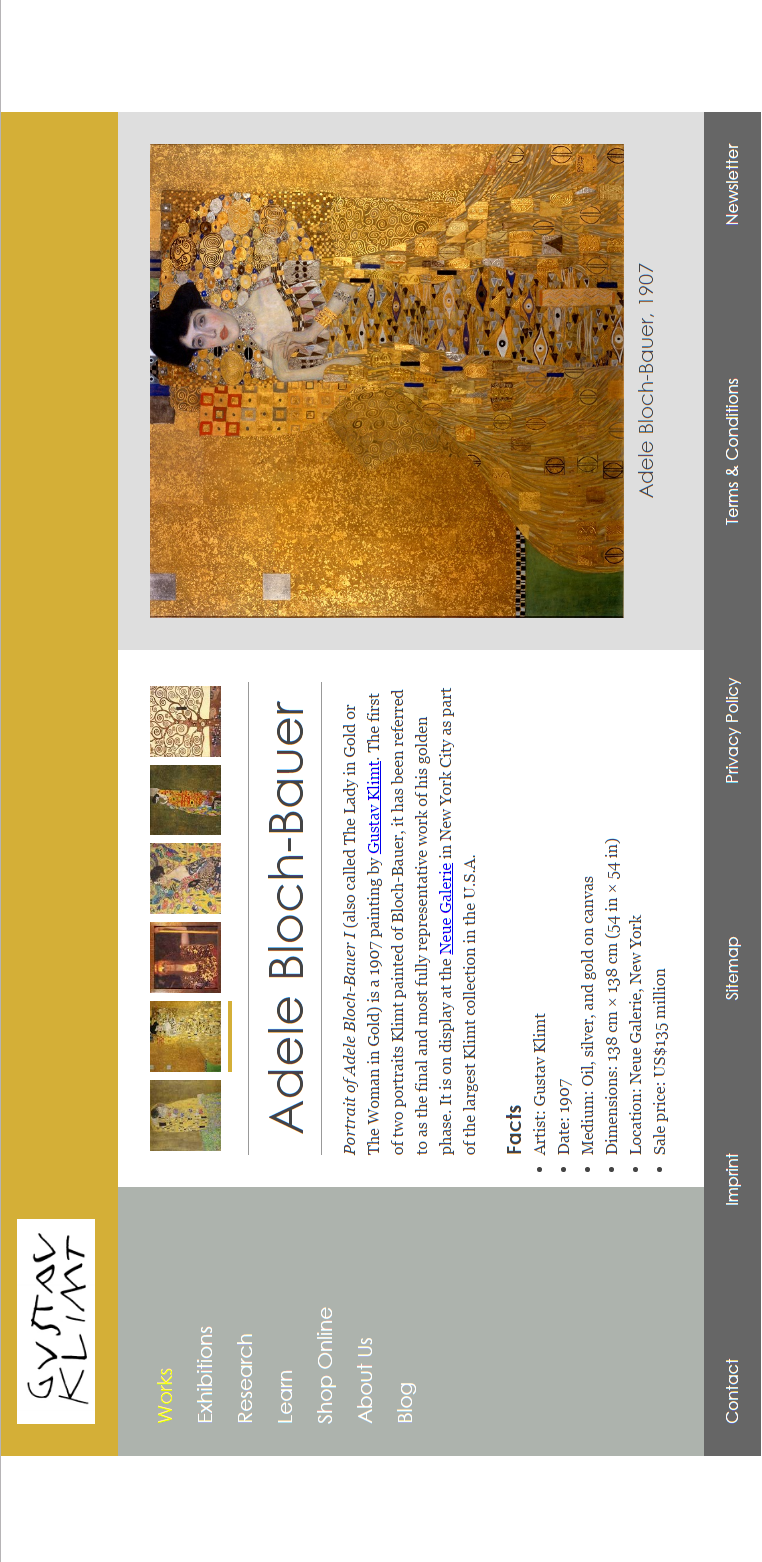 GUSTAV
KLIMT
Works
Exhibitions
Research
Learn
Shop Online
About Us
Blog
Adele Bloch-Bauer
Portrait of Adele Bloch-Bauer I (also called The Lady in Gold or
The Woman in Gold) is a 1907 painting by Gustav Klimt. The first
of two portraits Klimt painted of Bloch-Bauer, it has been referred
to as the final and most fully representative work of his golden
phase. It is on display at the Neue Galerie in New York City as part
of the largest Klimt collection in the U.S.A.
Facts
• Artist: Gustav Klimt
• Date: 1907
• Medium: Oil, silver, and gold on canvas
• Dimensions: 138 cm × 138 cm (54 in × 54 in)
• Location: Neue Galerie, New York
• Sale price: US$135 million
Adele Bloch-Bauer, 1907
Contact Imprint Sitemap Privacy Policy Terms & Conditions Newsletter